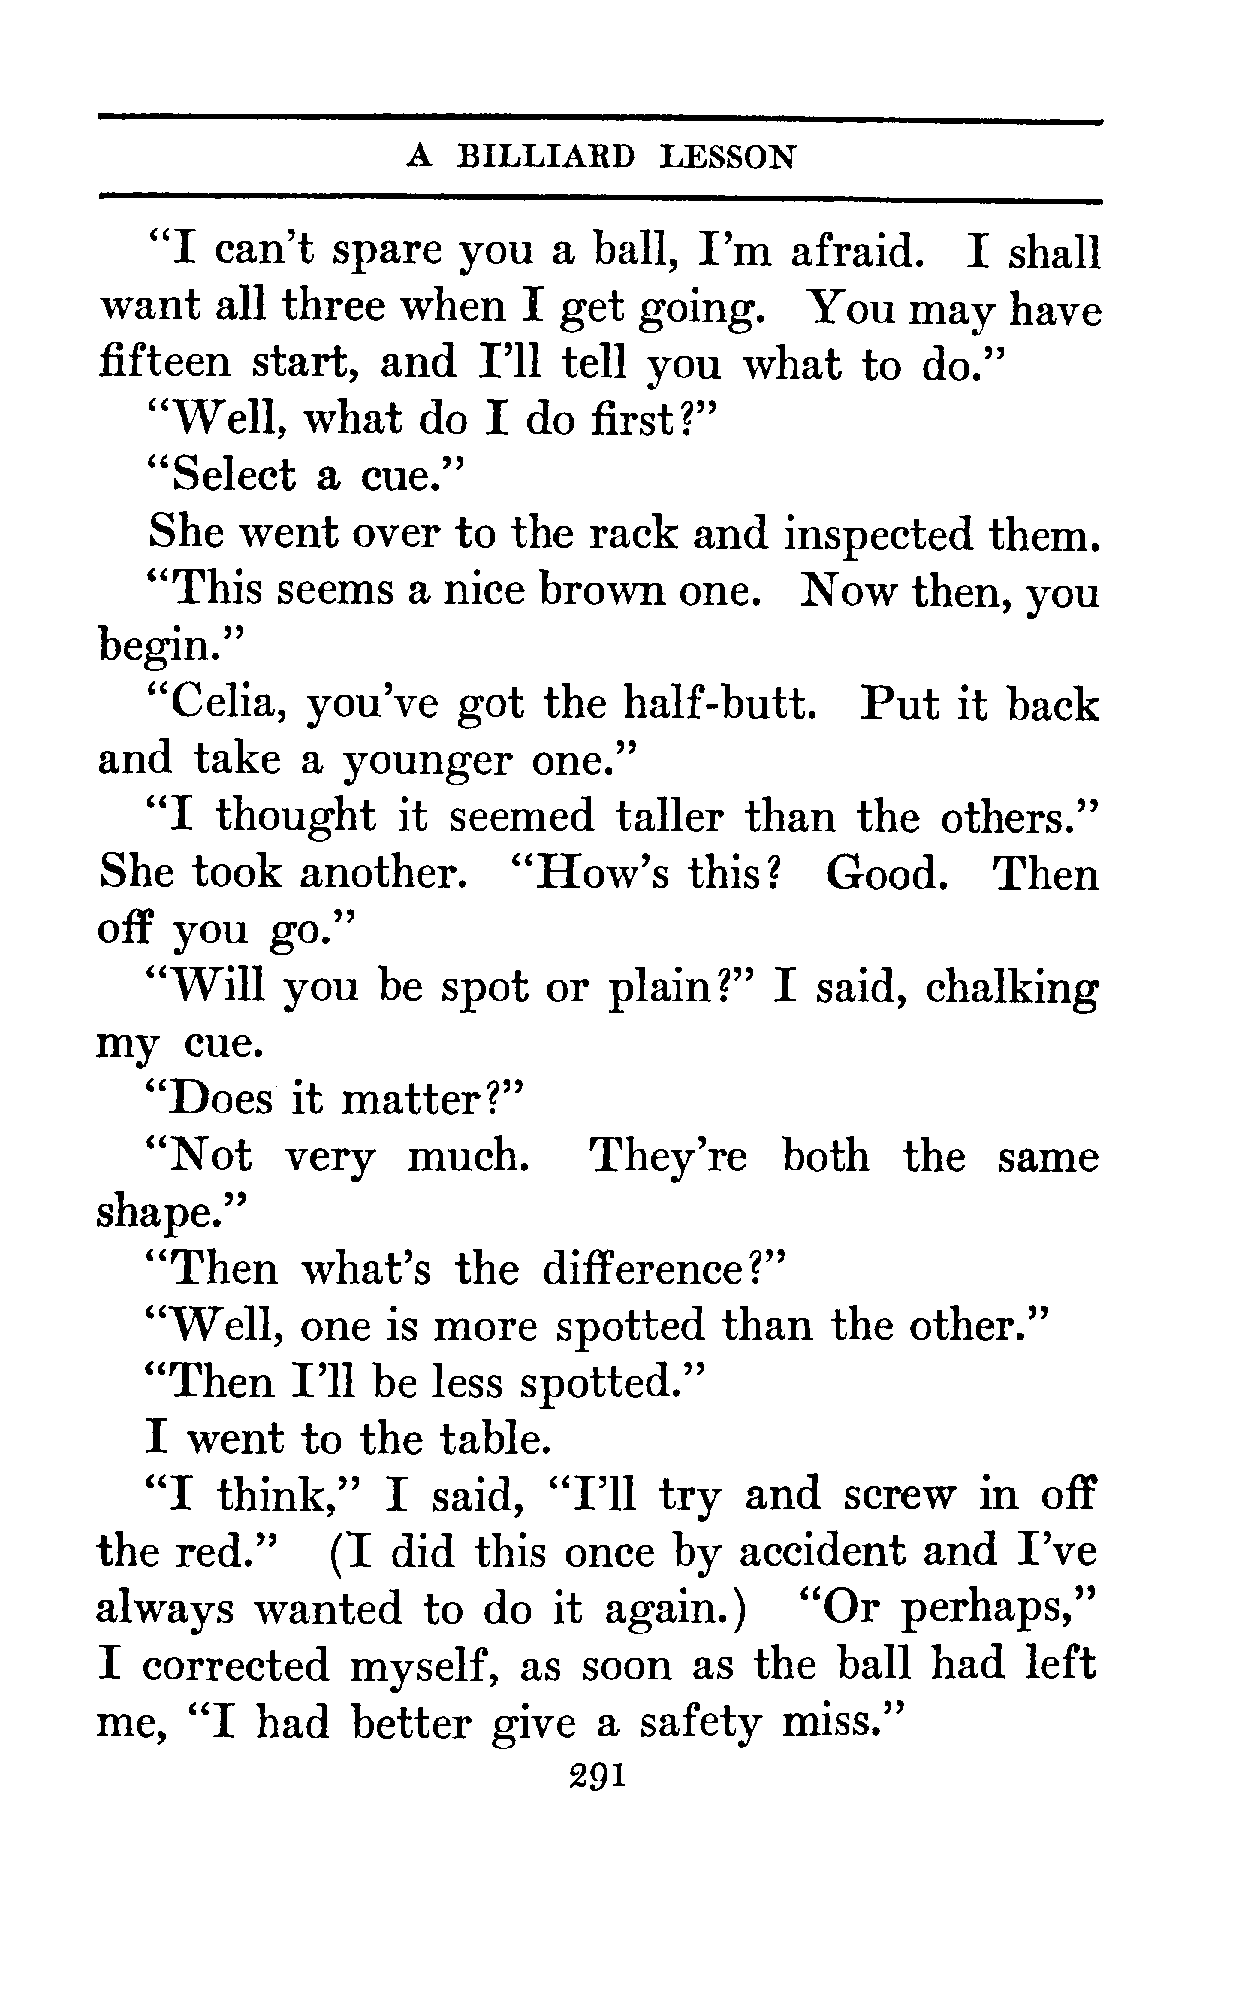 A BILLIARD LESSON
“I can’t spare you a ball, I’m afraid. I shall
want all three when I get going. You may have
fifteen start, and I’ll tell you what to do.”
“Well, what do I do first?”
“Select a cue.”
She went over to the rack and inspected them.
“This seems a nice brown one. Now then, you
begin.”
“Celia, you’ve got the half-butt. Put it back
and take a younger one.”
“I thought it seemed taller than the others.”
She took another. “How’s this? Good. Then
off you go.”
“Will you be spot or plain?” I said, chalking
my cue.
“Does it matter?”
“Not very much. They’re both the same
shape.”
“Then what’s the difference?”
“Well, one is more spotted than the other.”
“Then I’ll be less spotted.”
I went to the table.
“I think,” I said, “I’ll try and screw in off
the red.” (I did this once by accident and I’ve
always wanted to do it again.) “Or perhaps,”
I corrected myself, as soon as the ball had left
me, “I had better give a safety miss.”
291